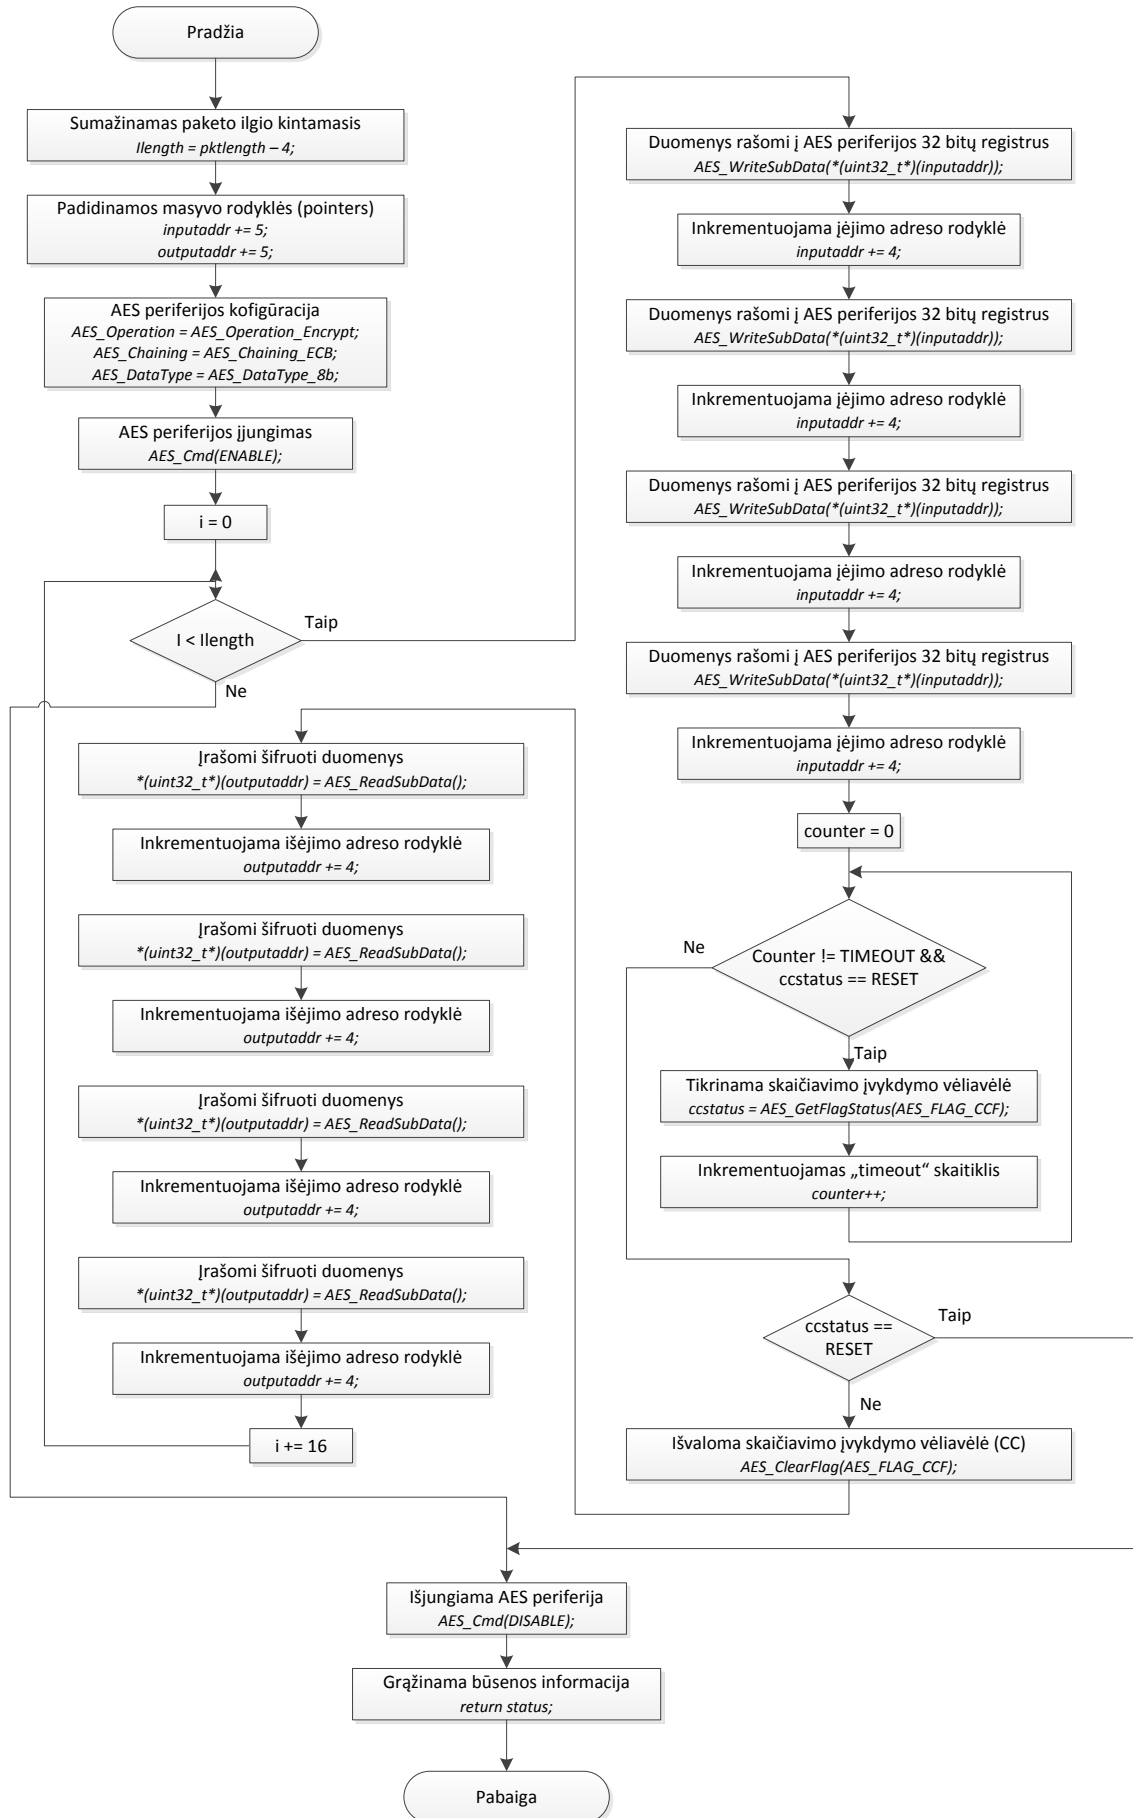 Pradžia
Sumažinamas paketo ilgio kintamasis
Ilength = pktlength – 4;
Padidinamos masyvo rodyklės (pointers)
inputaddr += 5;
outputaddr += 5;
AES periferijos kofigūracija
AES_Operation = AES_Operation_Encrypt;
AES_Chaining = AES_Chaining_ECB;
AES_DataType = AES_DataType_8b;
AES periferijos įjungimas
AES_Cmd(ENABLE);
i = 0
I < Ilength
Taip
Ne
Duomenys rašomi į AES periferijos 32 bitų registrus
AES_WriteSubData(*(uint32_t*)(inputaddr));
Inkrementuojama įėjimo adreso rodyklė
inputaddr += 4;
Duomenys rašomi į AES periferijos 32 bitų registrus
AES_WriteSubData(*(uint32_t*)(inputaddr));
Inkrementuojama įėjimo adreso rodyklė
inputaddr += 4;
Duomenys rašomi į AES periferijos 32 bitų registrus
AES_WriteSubData(*(uint32_t*)(inputaddr));
Inkrementuojama įėjimo adreso rodyklė
inputaddr += 4;
Duomenys rašomi į AES periferijos 32 bitų registrus
AES_WriteSubData(*(uint32_t*)(inputaddr));
Inkrementuojama įėjimo adreso rodyklė
inputaddr += 4;
counter = 0
Counter != TIMEOUT &&
ccstatus == RESET
Ne
Taip
Tikrinama skaičiavimo įvykdymo vėliavėlė
ccstatus = AES_GetFlagStatus(AES_FLAG_CCF);
Inkrementuojamas „timeout“ skaitiklis
counter++;
ccstatus ==
RESET
Taip
Ne
Išvaloma skaičiavimo įvykdymo vėliavėlė (CC)
AES_ClearFlag(AES_FLAG_CCF);
Įrašomi šifruoti duomenys
*(uint32_t*)(outputaddr) = AES_ReadSubData();
Inkrementuojama išėjimo adreso rodyklė
outputaddr += 4;
Įrašomi šifruoti duomenys
*(uint32_t*)(outputaddr) = AES_ReadSubData();
Inkrementuojama išėjimo adreso rodyklė
outputaddr += 4;
Įrašomi šifruoti duomenys
*(uint32_t*)(outputaddr) = AES_ReadSubData();
Inkrementuojama išėjimo adreso rodyklė
outputaddr += 4;
Įrašomi šifruoti duomenys
*(uint32_t*)(outputaddr) = AES_ReadSubData();
Inkrementuojama išėjimo adreso rodyklė
outputaddr += 4;
i += 16
Išjungiama AES periferija
AES_Cmd(DISABLE);
Grąžinama būsenos informacija
return status;
Pabaiga